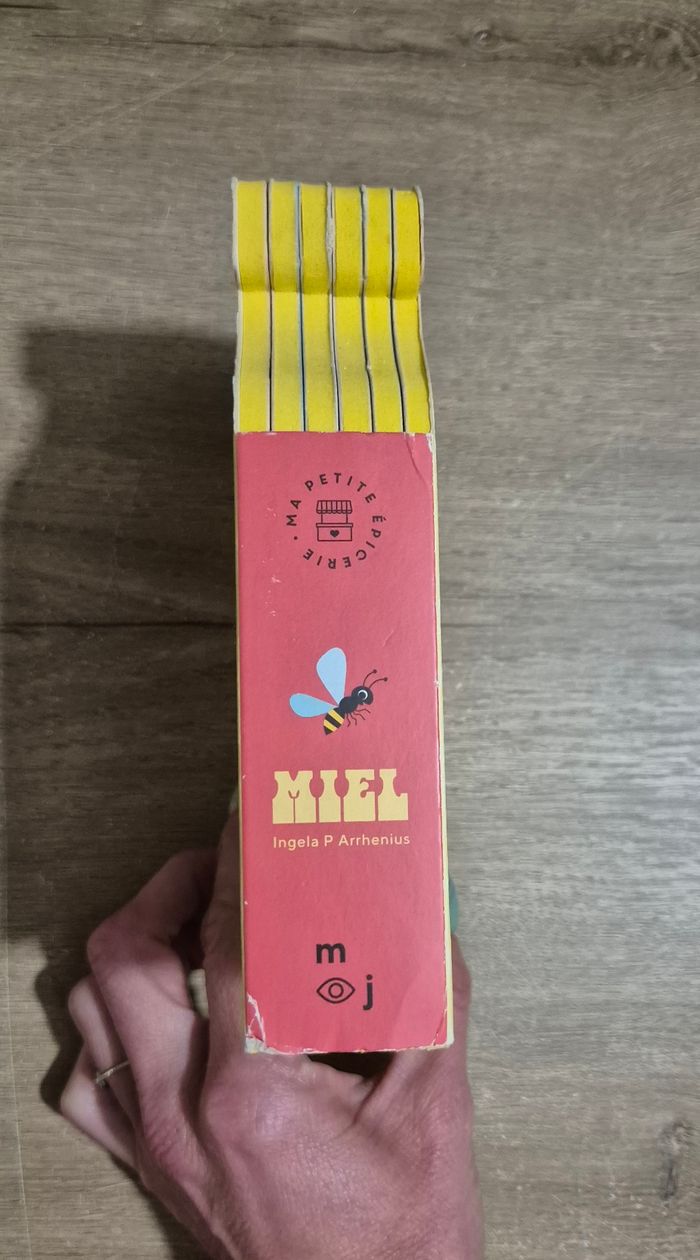 MA PETITE ÉPICERIE •
MIEL
Ingela P Arrhenius
m
j